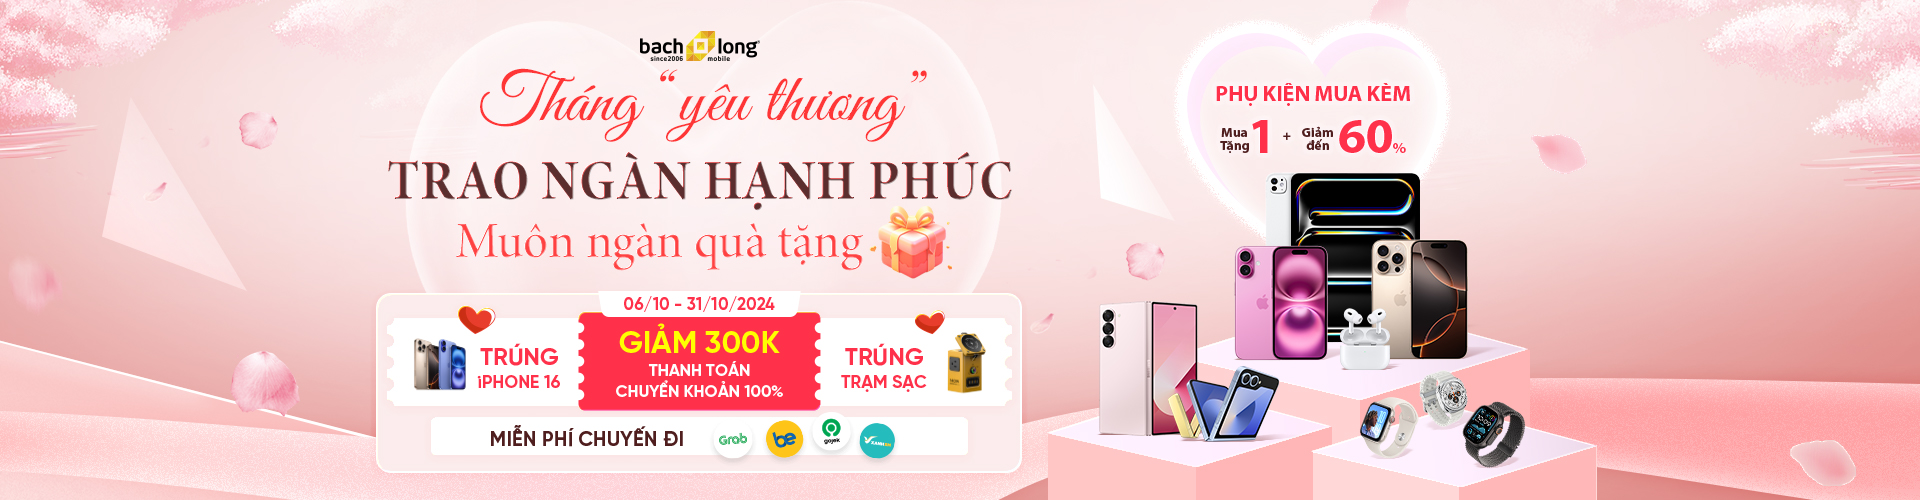 bach long
since2006 mobile
Tháng “yêu thương”
TRAO NGÀN HẠNH PHÚC
Muôn ngàn quà tặng
06/10 - 31/10/2024
TRÚNG
iPHONE 16
GIẢM 300K
THANH TOÁN
CHUYỂN KHOẢN 100%
TRÚNG
TRẠM SẠC
MIỄN PHÍ CHUYẾN ĐI
Grab
be
gojek
XANH SM
PHỤ KIỆN MUA KÈM
Mua 1 + Giảm 60%
Tặng đến